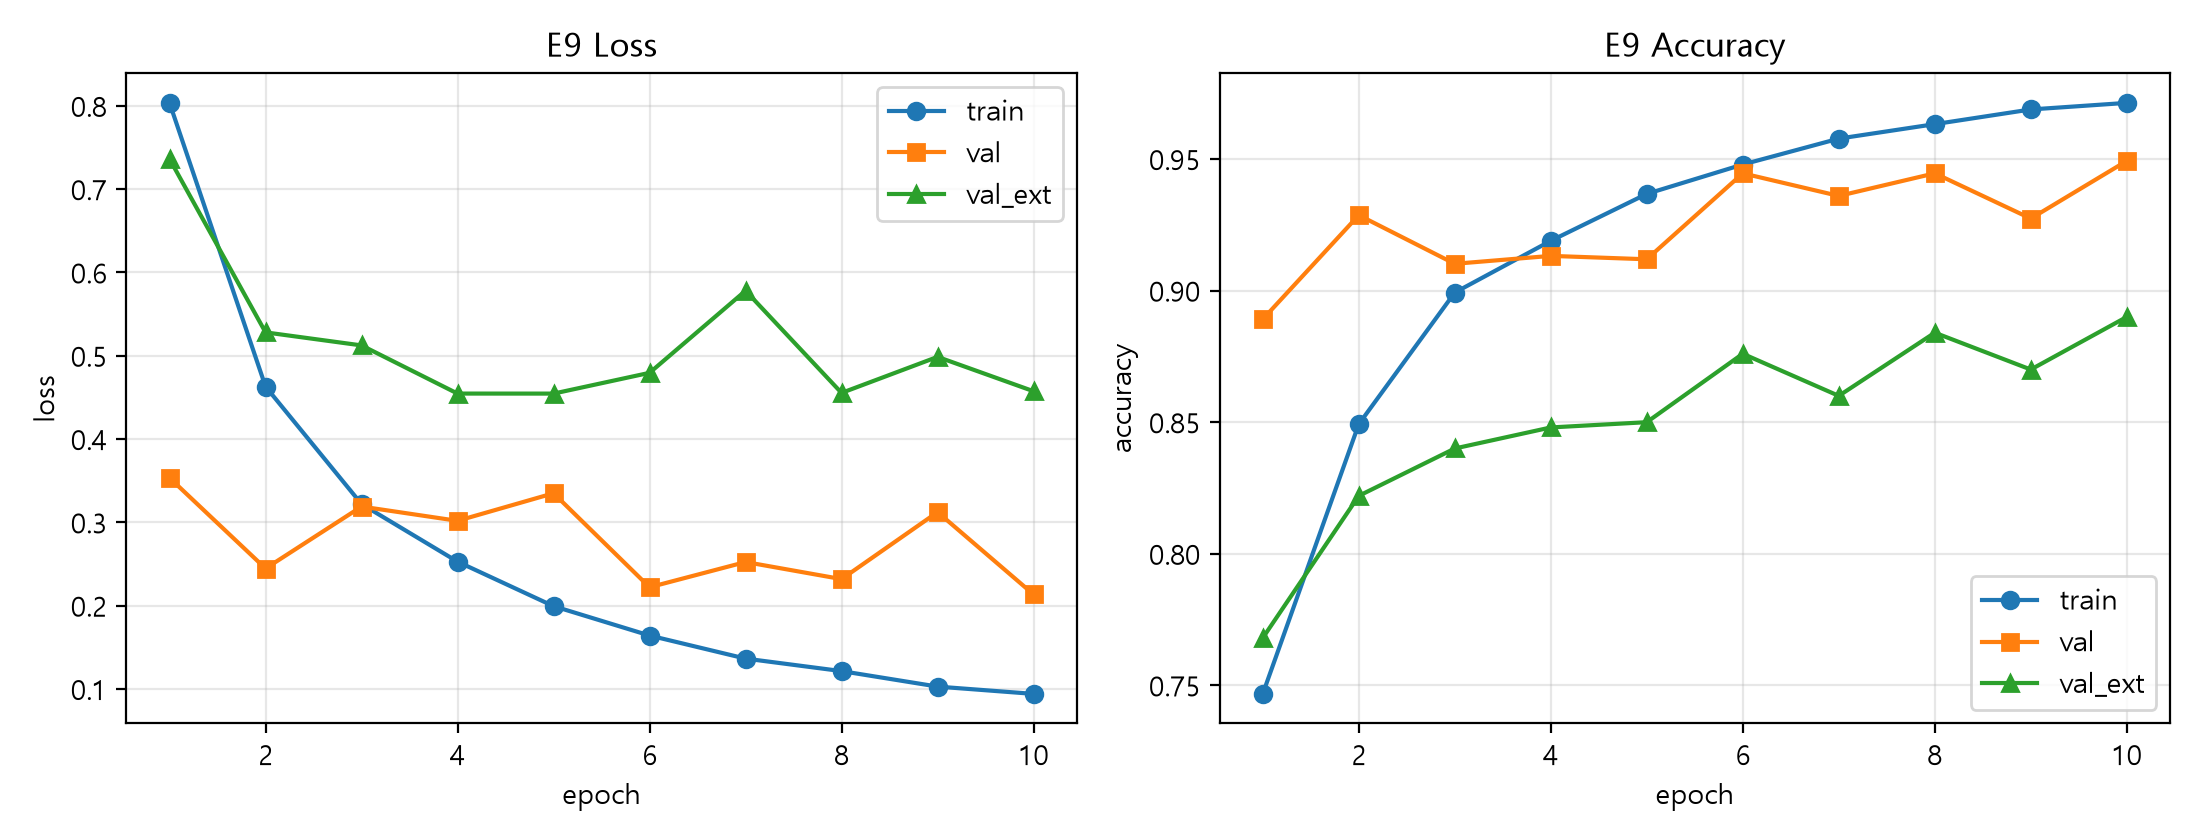 E9 Loss
train
val
val_ext
0.8
0.7
0.6
0.5
0.4
0.3
0.2
0.1
loss
2 4 6 8 10
epoch
E9 Accuracy
0.95
0.90
0.85
0.80
0.75
accuracy
train
val
val_ext
2 4 6 8 10
epoch